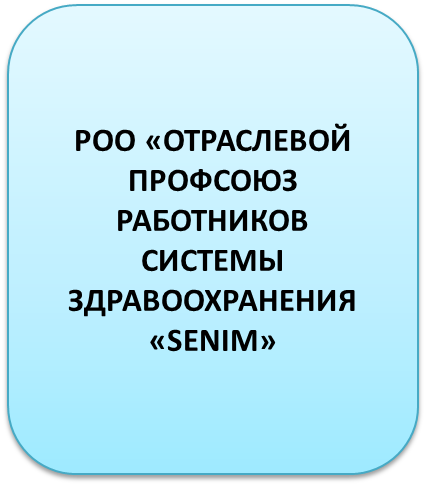 РОО «ОТРАСЛЕВОЙ
ПРОФСОЮЗ
РАБОТНИКОВ
СИСТЕМЫ
ЗДРАВООХРАНЕНИЯ
«SENIM»